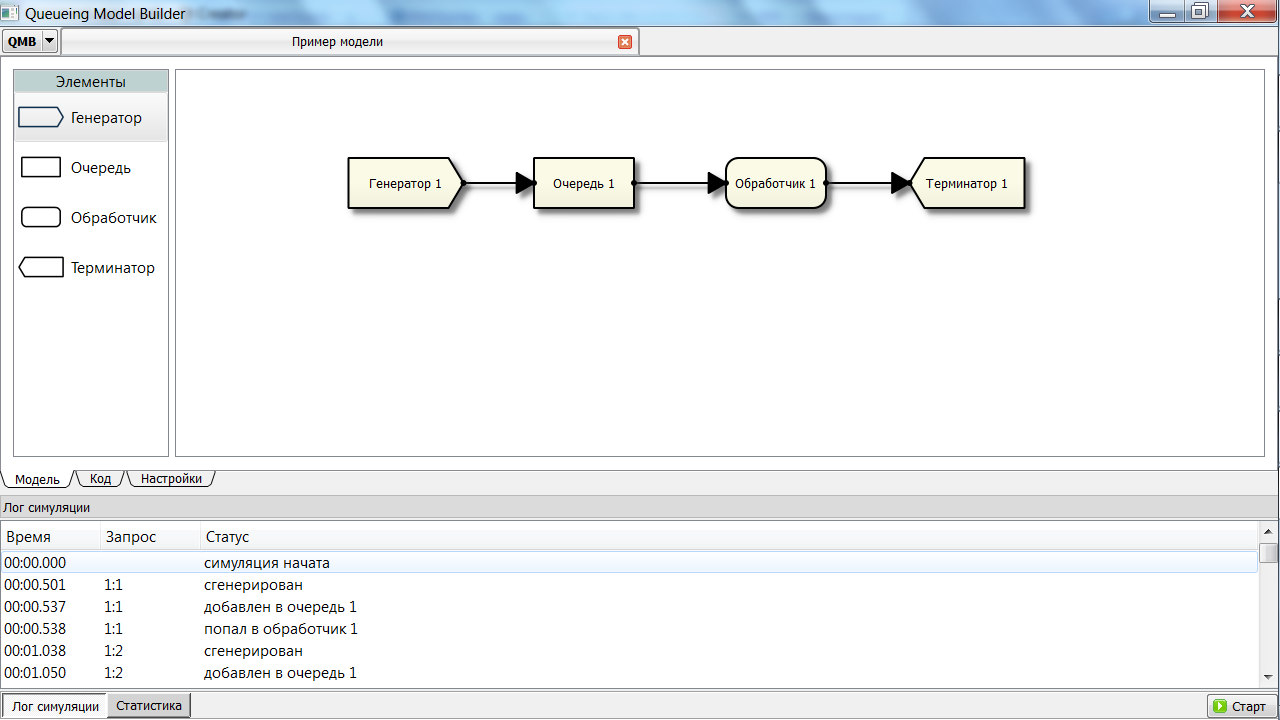 Queueing Model Builder
QMB
Пример модели
Элементы
Генератор
Очередь
Обработчик
Терминатор
Генератор 1
Очередь 1
Обработчик 1
Терминатор 1
Модель
Код
Настройки
Лог симуляции
Время Запрос Статус
00:00.000 симуляция начата
00:00.501 1:1 сгенерирован
00:00.537 1:1 добавлен в очередь 1
00:00.538 1:1 попал в обработчик 1
00:01.038 1:2 сгенерирован
00:01.050 1:2 добавлен в очередь 1
Лог симуляции
Статистика
Старт